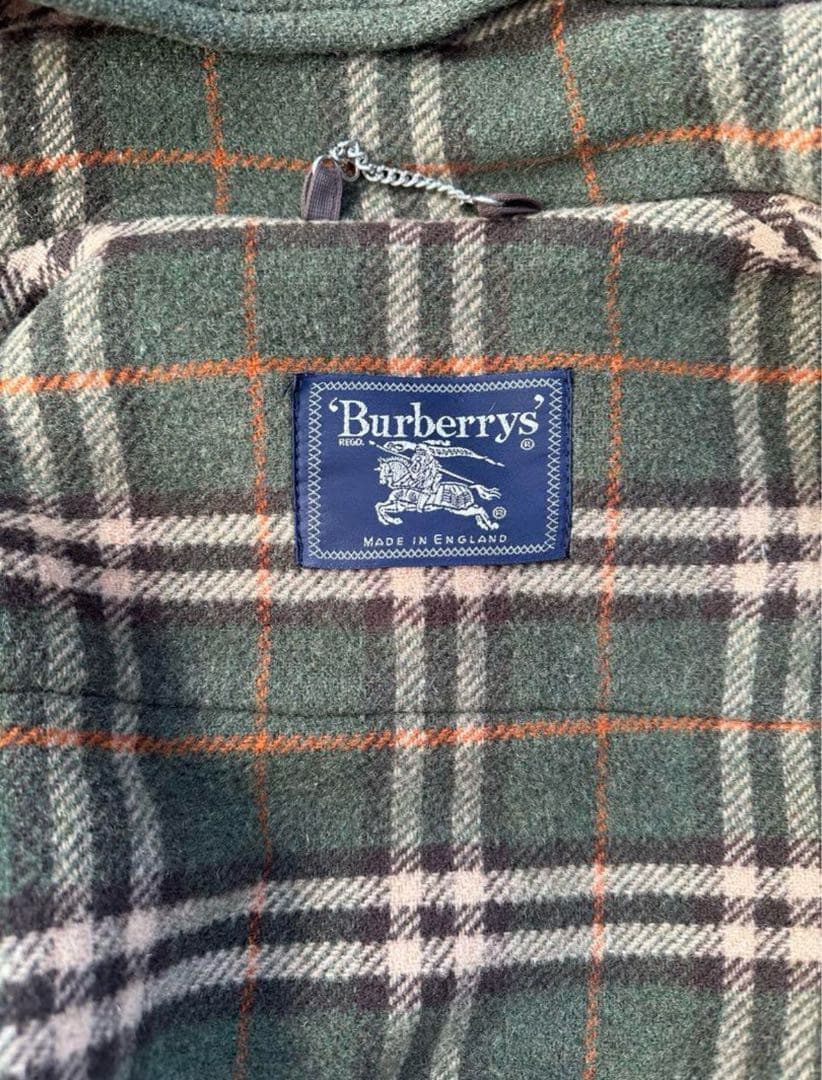 'Burberrys'
REGD. ®
®
MADE IN ENGLAND